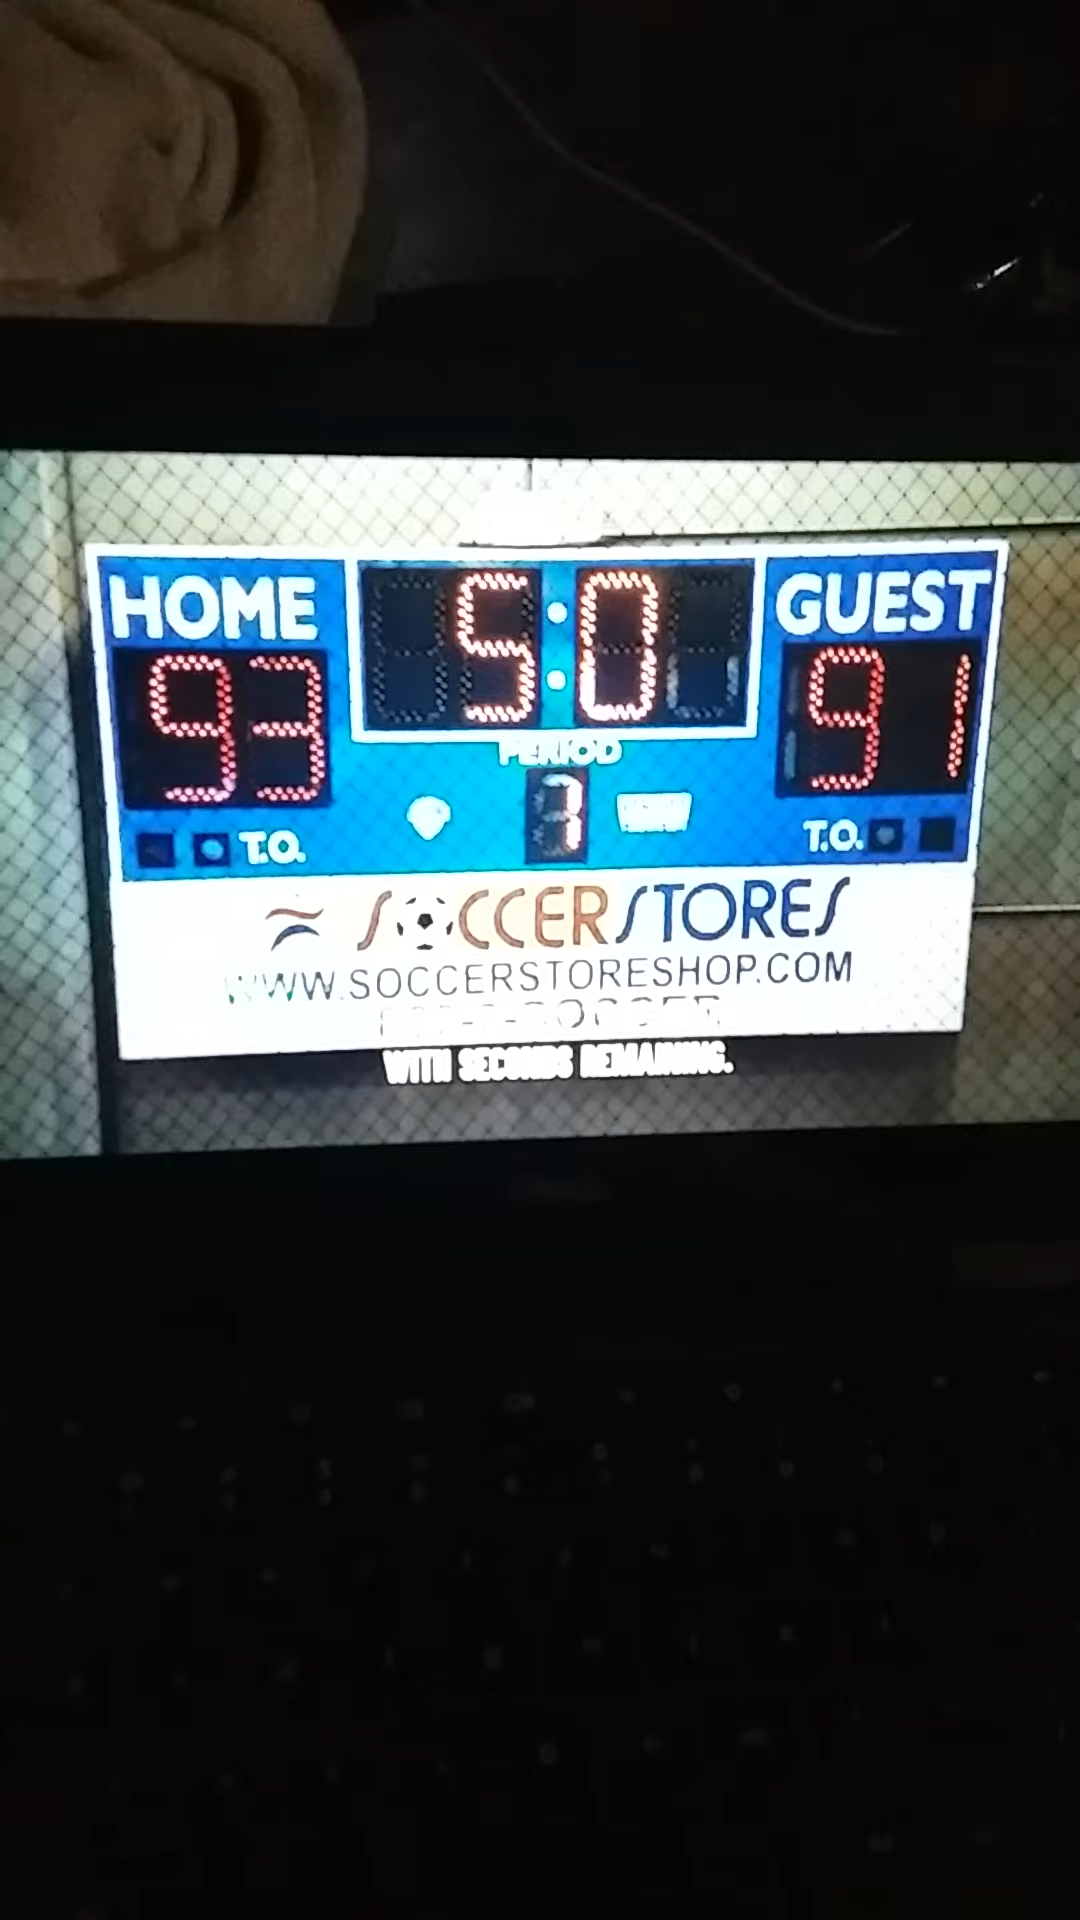 HOME 5:0 GUEST
93 91
PERIOD
T.O. T.O.
SOCCERSTORES
WWW.SOCCERSTORESHOP.COM
WITH SECONDS REMAINING.